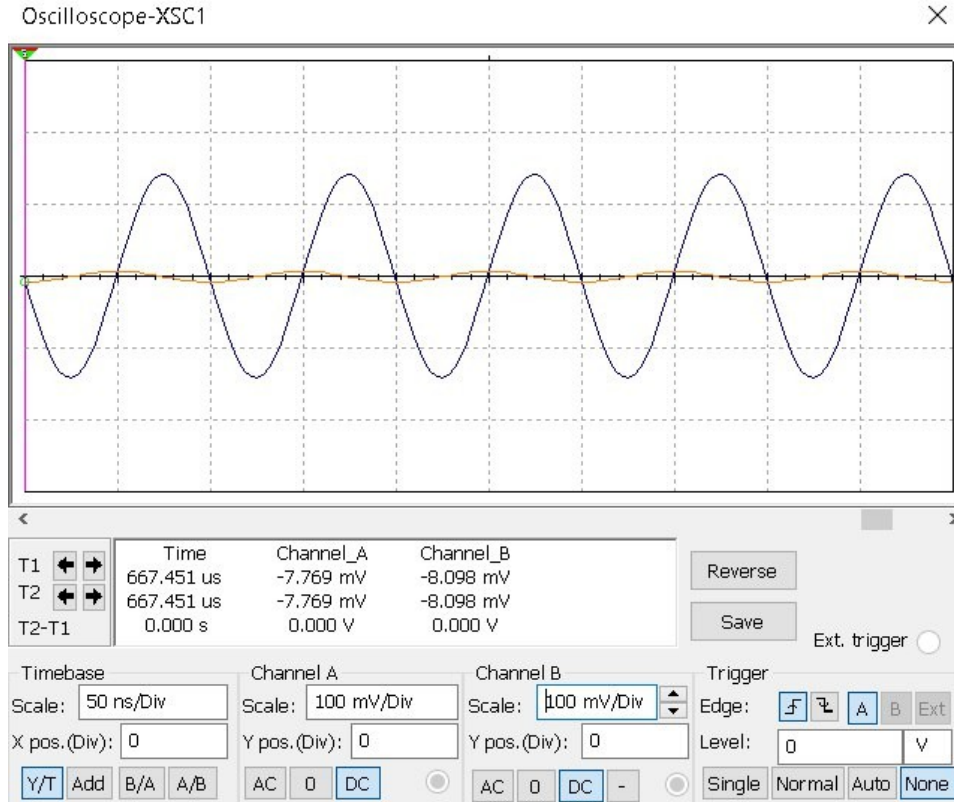 Oscilloscope-XSC1
Time Channel_A Channel_B
T1 667.451 us -7.769 mV -8.098 mV
T2 667.451 us -7.769 mV -8.098 mV
T2-T1 0.000 s 0.000 V 0.000 V
Reverse
Save
Ext. trigger
Timebase
Scale: 50 ns/Div
X pos.(Div): 0
Y/T Add B/A A/B
Channel A
Scale: 100 mV/Div
Y pos.(Div): 0
AC 0 DC
Channel B
Scale: 100 mV/Div
Y pos.(Div): 0
AC 0 DC -
Trigger
Edge: A B Ext
Level: 0 V
Single Normal Auto None